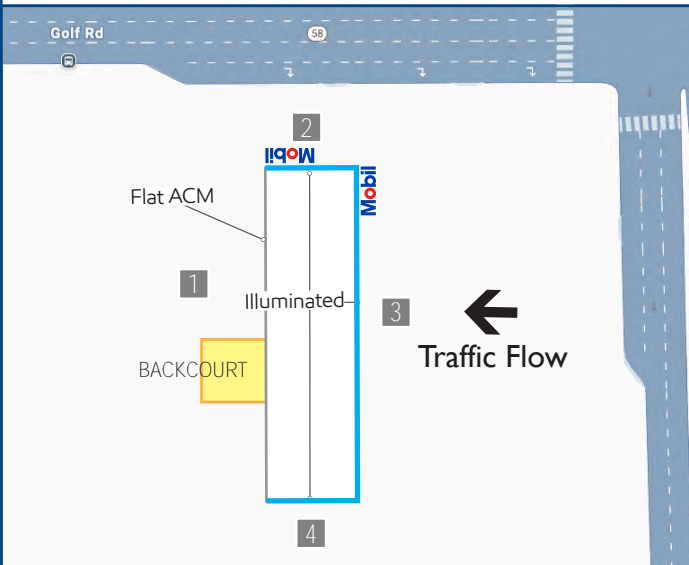 Golf Rd
58
2
Mobil
Mobil
Flat ACM
1
Illuminated
3
Traffic Flow
BACKCOURT
4